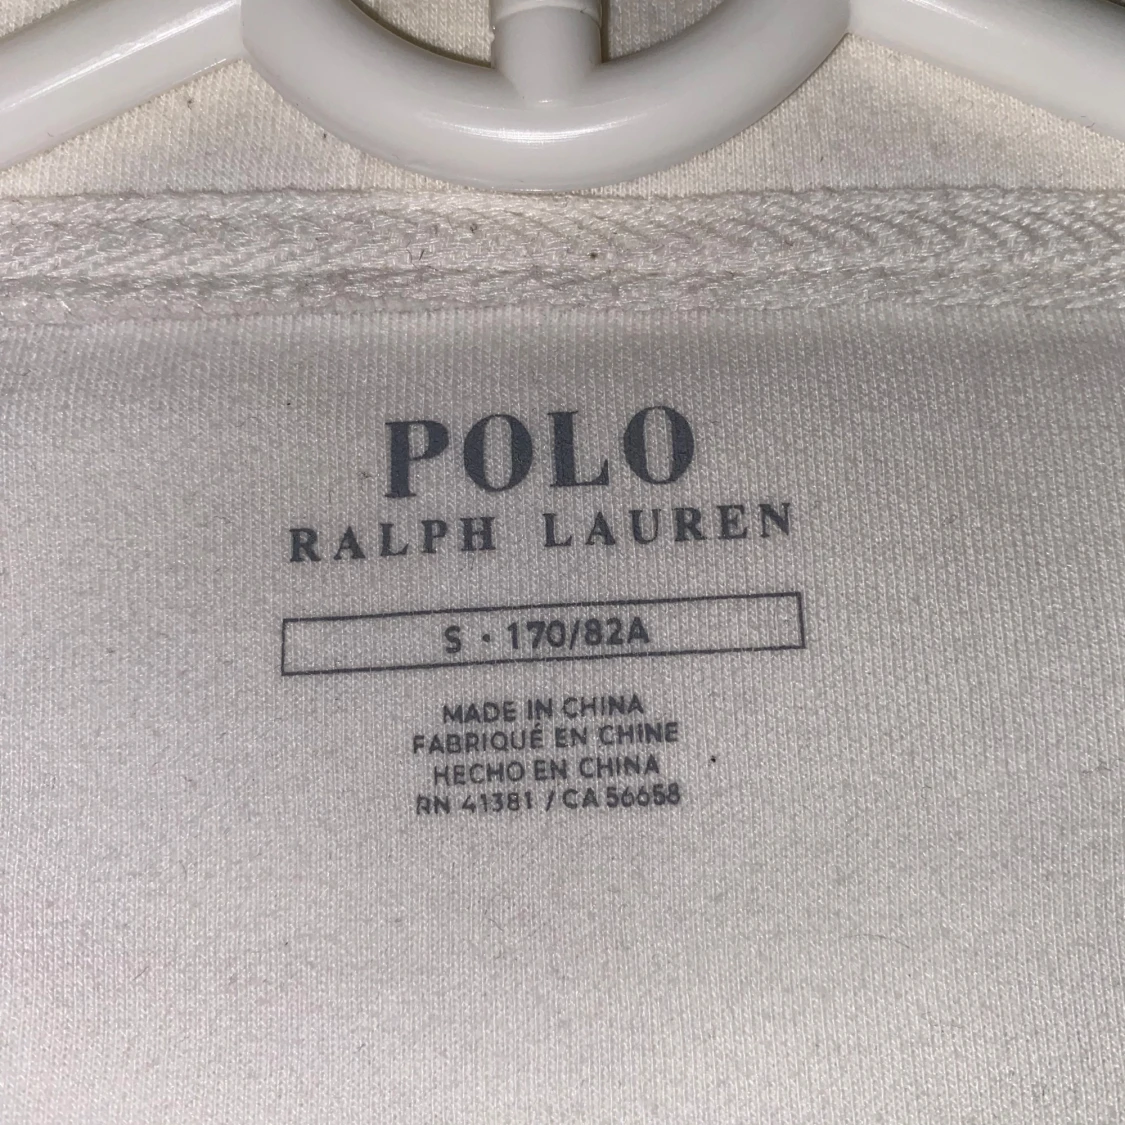 POLO
RALPH LAUREN
S • 170/82A
MADE IN CHINA
FABRIQUÉ EN CHINE
HECHO EN CHINA
RN 41381 / CA 56658